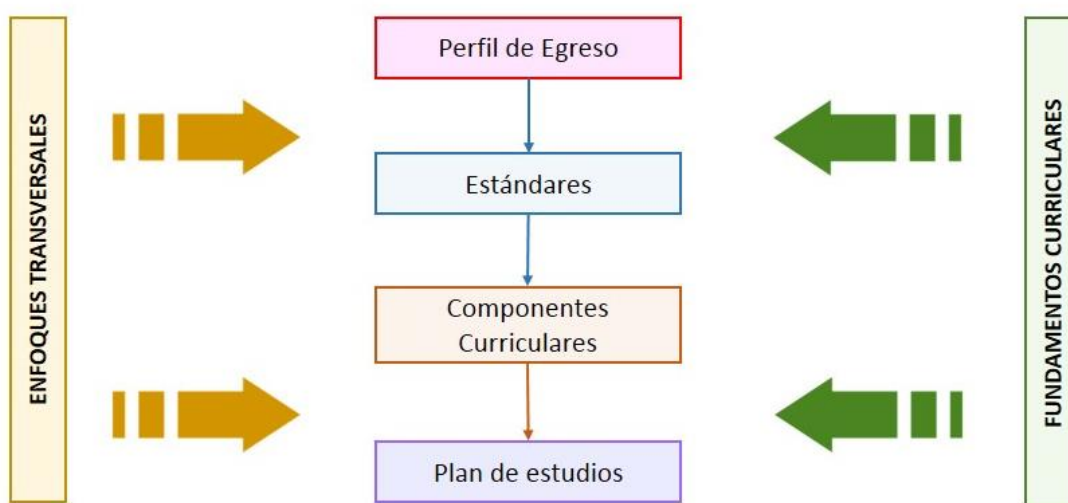 ENFOQUES TRANSVERSALES
Perfil de Egreso
Estándares
Componentes
Curriculares
Plan de estudios
FUNDAMENTOS CURRICULARES